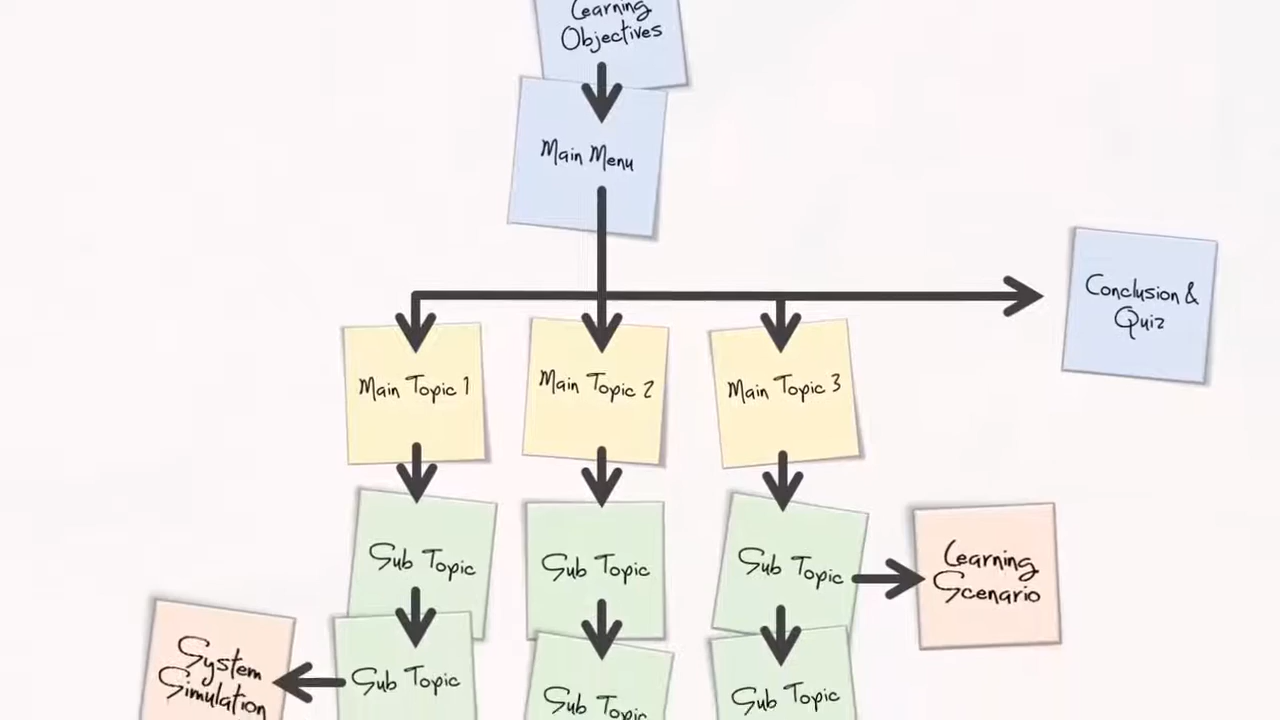 Learning
Objectives
Main Menu
Conclusion &
Quiz
Main Topic 1
Main Topic 2
Main Topic 3
Sub Topic
Sub Topic
Sub Topic
Learning
Scenario
System
Simulation
Sub Topic
Sub Topic
Sub Topic